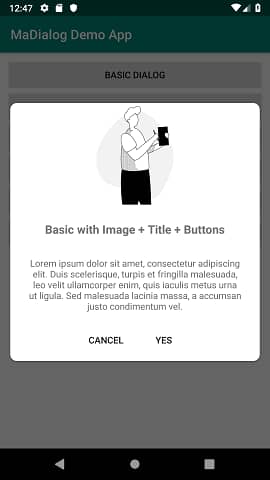 12:47
MaDialog Demo App
BASIC DIALOG
Basic with Image + Title + Buttons
Lorem ipsum dolor sit amet, consectetur adipiscing
elit. Duis scelerisque, turpis et fringilla malesuada,
leo velit ullamcorper enim, quis iaculis metus urna
ut ligula. Sed malesuada lacinia massa, a accumsan
justo condimentum vel.
CANCEL YES